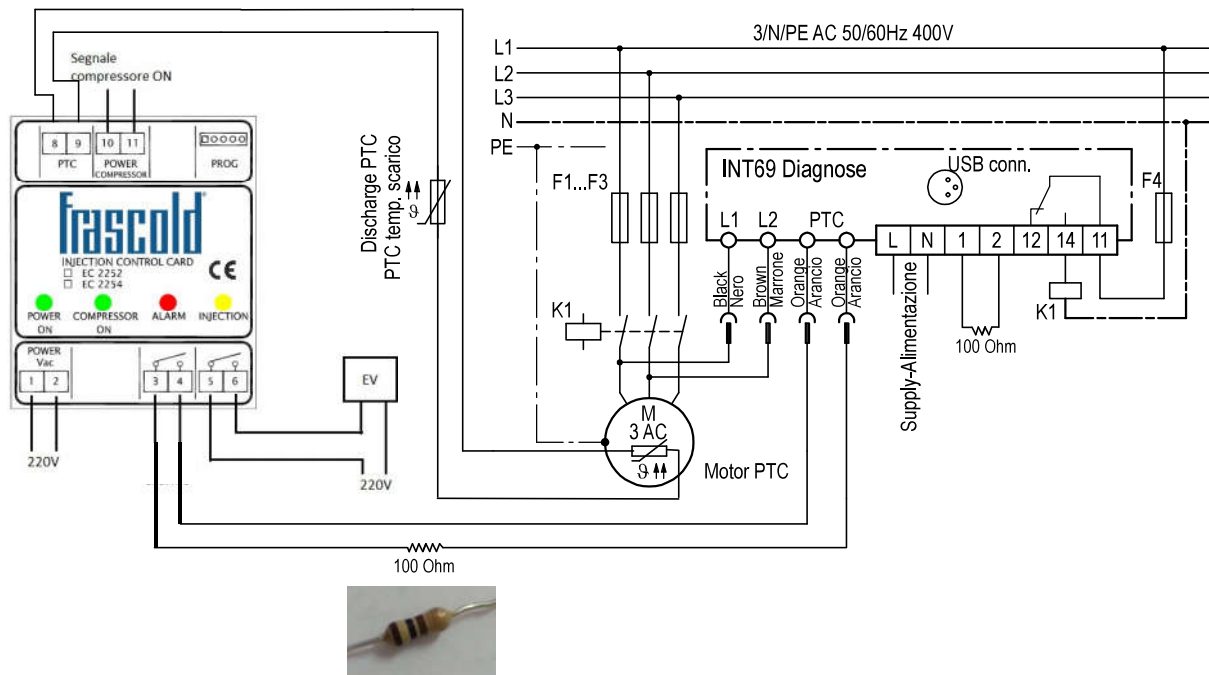 Segnale
compressore ON
8 9 10 11
PTC POWER
COMPRESSOR
PROG
frascold
INJECTION CONTROL CARD
EC 2252
EC 2254
CE
POWER
ON
COMPRESSOR
ON
ALARM
INJECTION
POWER
Vac
1 2 3 4 5 6
220V
EV
220V
Discharge PTC
PTC temp. scarico
ϑ
3/N/PE AC 50/60Hz 400V
L1
L2
L3
N
PE
F1...F3
INT69 Diagnose
USB conn.
F4
L1 L2 PTC
L N 1 2 12 14 11
Black
Nero
Brown
Marrone
Orange
Arancio
Orange
Arancio
Supply-Alimentazione
100 Ohm
K1
K1
M
3 AC
ϑ
Motor PTC
100 Ohm